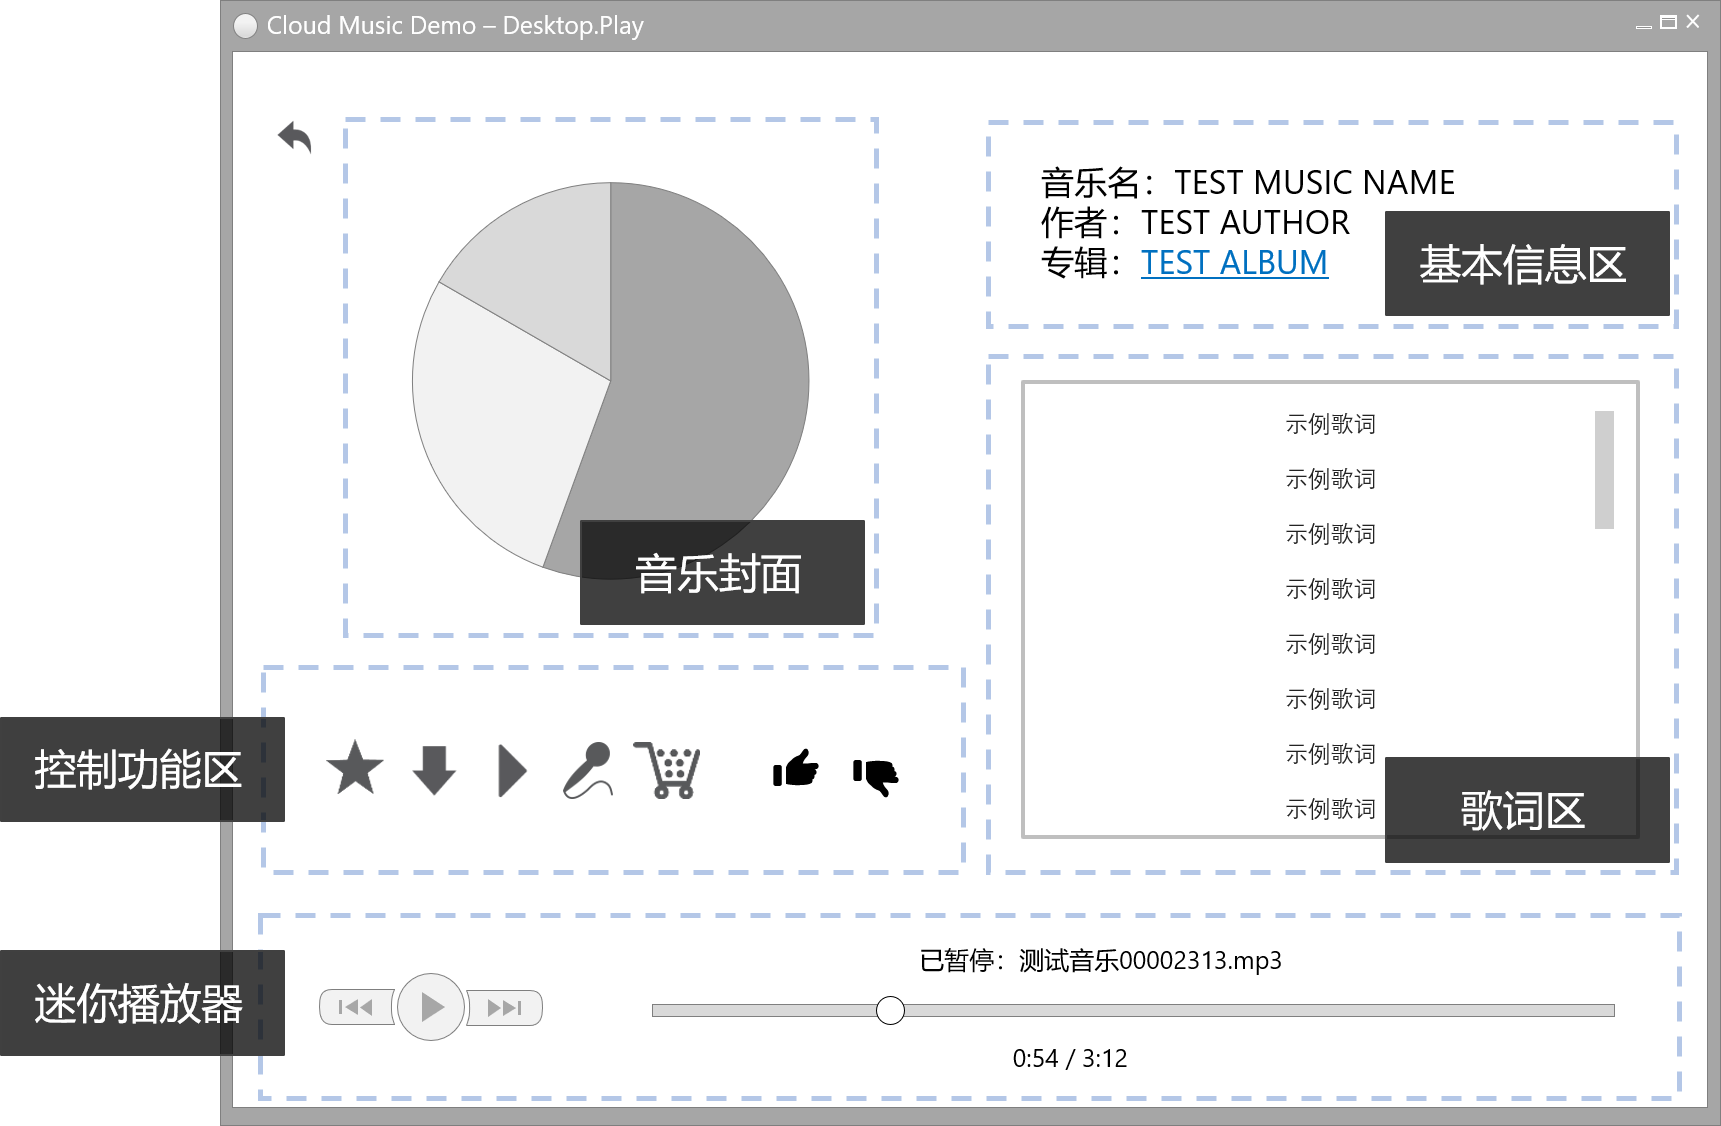 Cloud Music Demo – Desktop.Play
音乐名：TEST MUSIC NAME
作者：TEST AUTHOR
专辑：TEST ALBUM
基本信息区
音乐封面
示例歌词
示例歌词
示例歌词
示例歌词
示例歌词
示例歌词
示例歌词
示例歌词
歌词区
控制功能区
迷你播放器
已暂停：测试音乐00002313.mp3
0:54 / 3:12